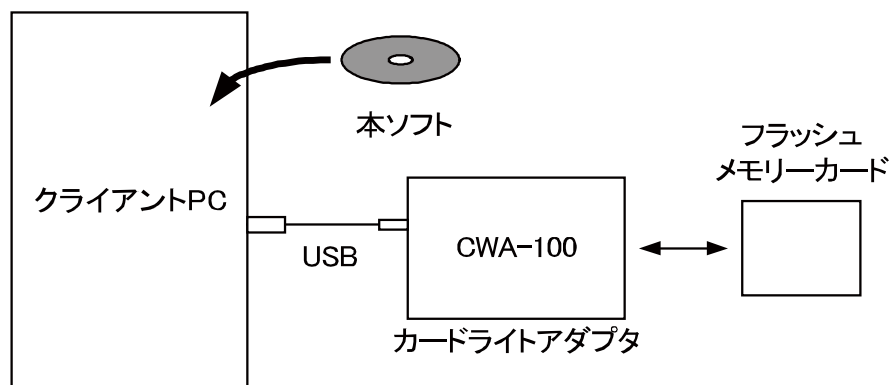 本ソフト
フラッシュ
メモリーカード
クライアントPC
USB
CWA-100
カードライトアダプタ